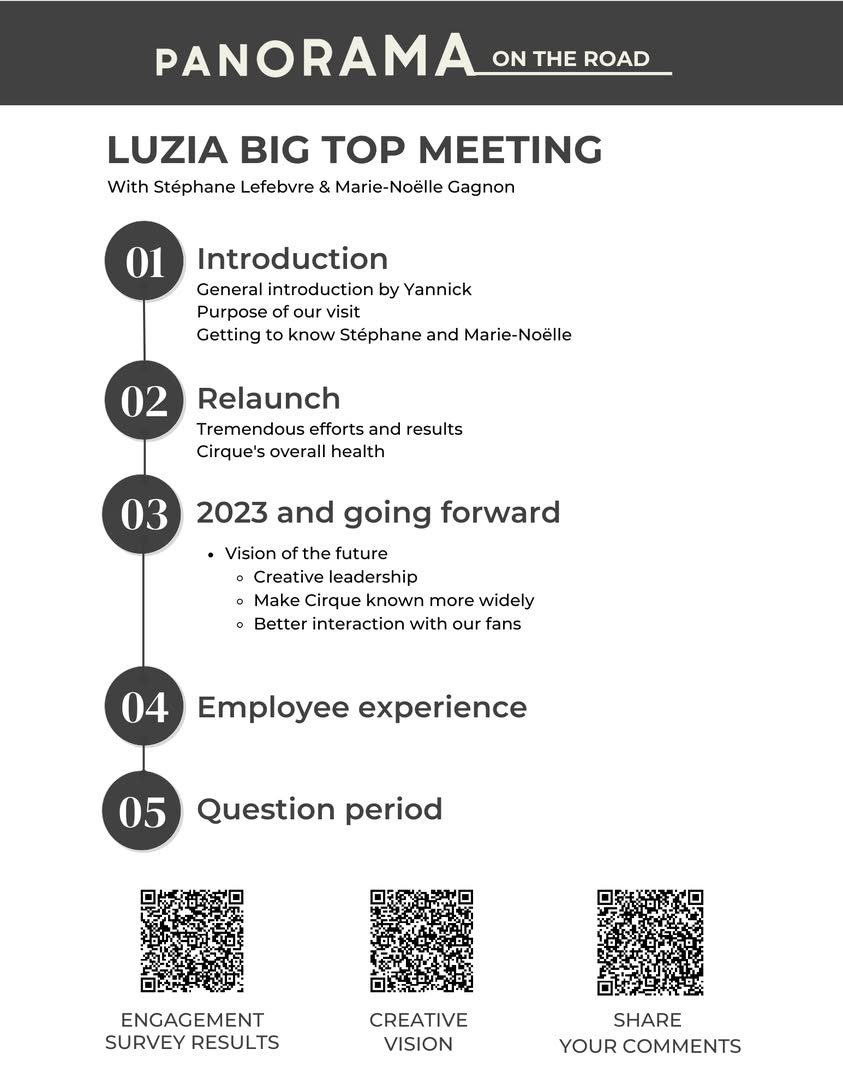 PANORAMA ON THE ROAD
LUZIA BIG TOP MEETING
With Stéphane Lefebvre & Marie-Noëlle Gagnon
01 Introduction
General introduction by Yannick
Purpose of our visit
Getting to know Stéphane and Marie-Noëlle
02 Relaunch
Tremendous efforts and results
Cirque's overall health
03 2023 and going forward
• Vision of the future
◦ Creative leadership
◦ Make Cirque known more widely
◦ Better interaction with our fans
04 Employee experience
05 Question period
ENGAGEMENT
SURVEY RESULTS
CREATIVE
VISION
SHARE
YOUR COMMENTS